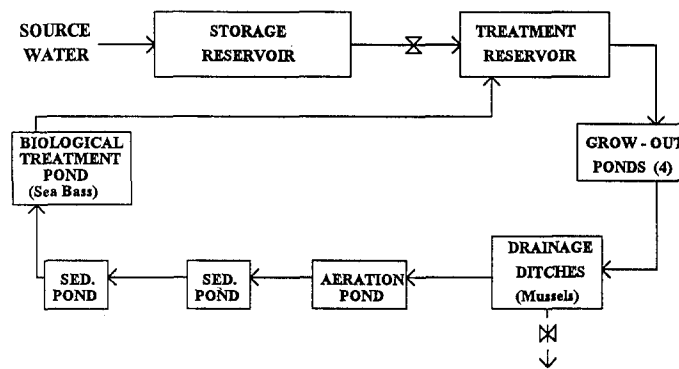 SOURCE
WATER
STORAGE
RESERVOIR
TREATMENT
RESERVOIR
BIOLOGICAL
TREATMENT
POND
(Sea Bass)
GROW - OUT
PONDS (4)
DRAINAGE
DITCHES
(Mussels)
AERATION
POND
SED.
POND
SED.
POND